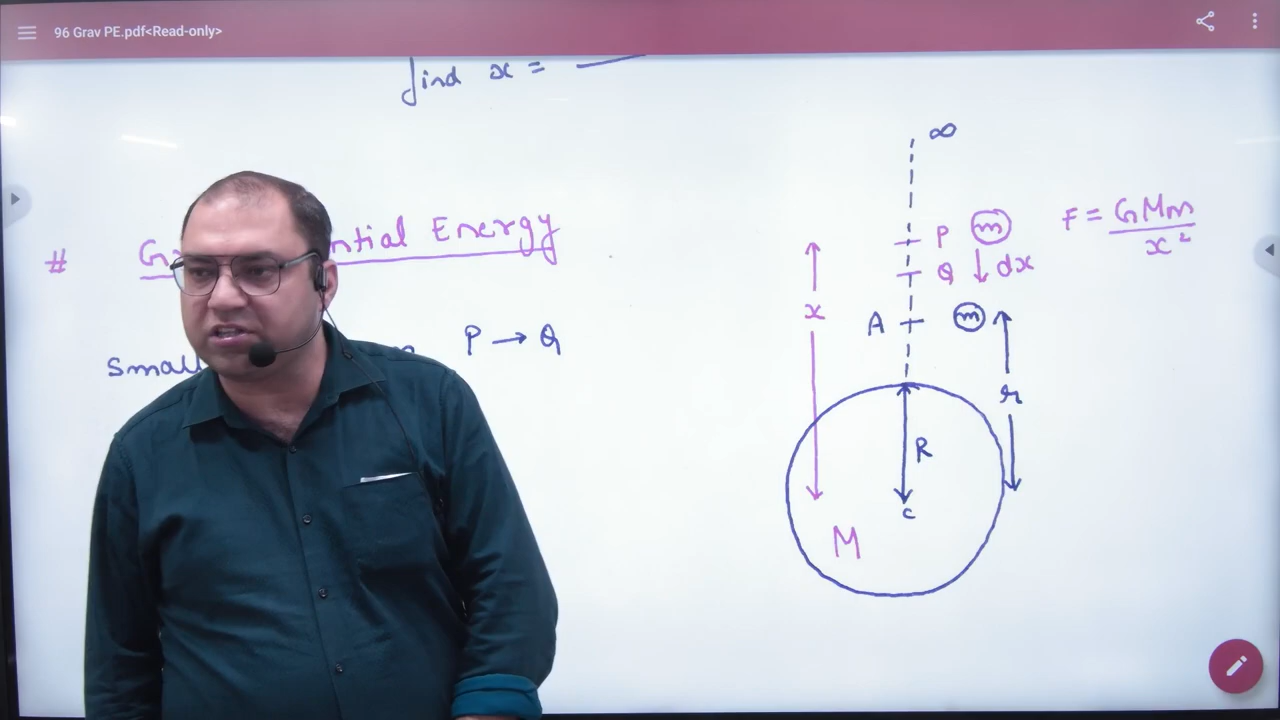 96 Grav PE.pdf<Read-only>
find x =
∞
# G ntial Energy
P m
F = GMm / x²
Q ↓ dx
x
A m
Small P → Q
r
R
c
M